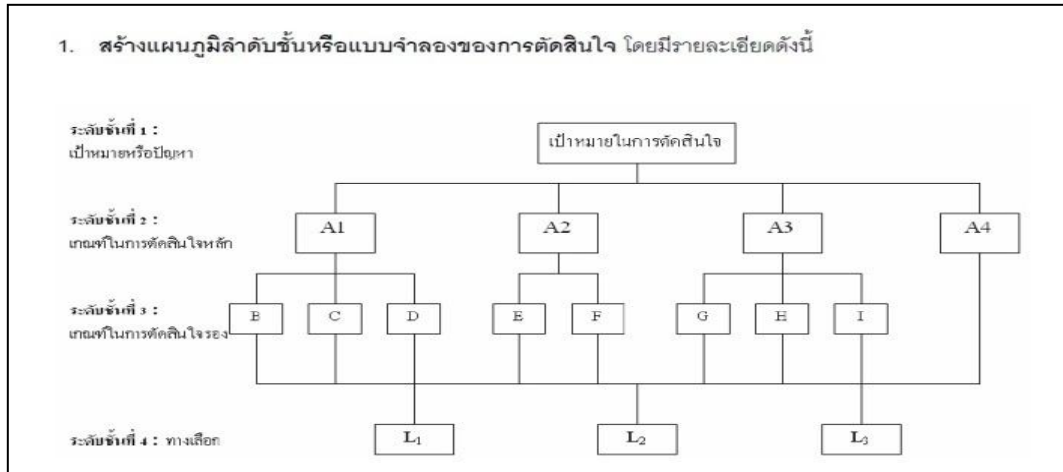 1. สร้างแผนภูมิลำดับชั้นหรือแบบจำลองของการตัดสินใจ โดยมีรายละเอียดดังนี้
ระดับชั้นที่ 1 :
เป้าหมายหรือปัญหา
เป้าหมายในการตัดสินใจ
ระดับชั้นที่ 2 :
เกณฑ์ในการตัดสินใจหลัก
A1 A2 A3 A4
ระดับชั้นที่ 3 :
เกณฑ์ในการตัดสินใจรอง
B C D E F G H I
ระดับชั้นที่ 4 : ทางเลือก
L1 L2 L3